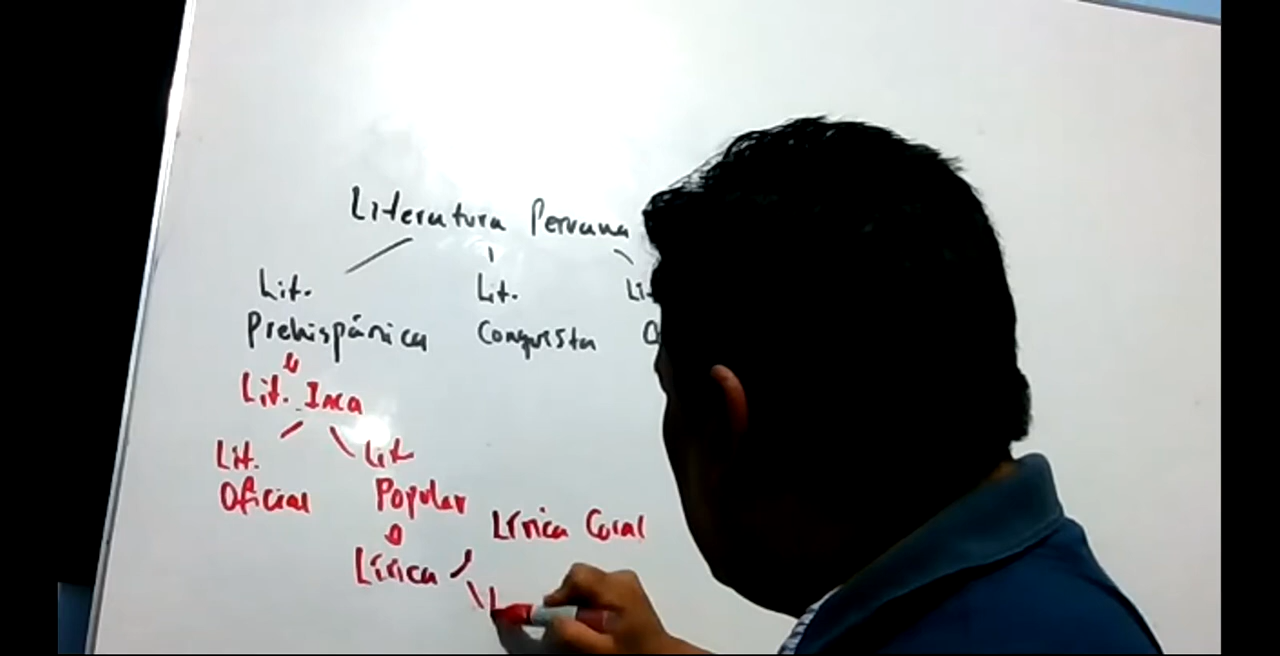 Literatura Peruana
Lit.
Prehispánica
Lit.
Conquista
Lit. Inca
Lit.
Oficial
Lit
Popular
Lírica
Lírica Coral